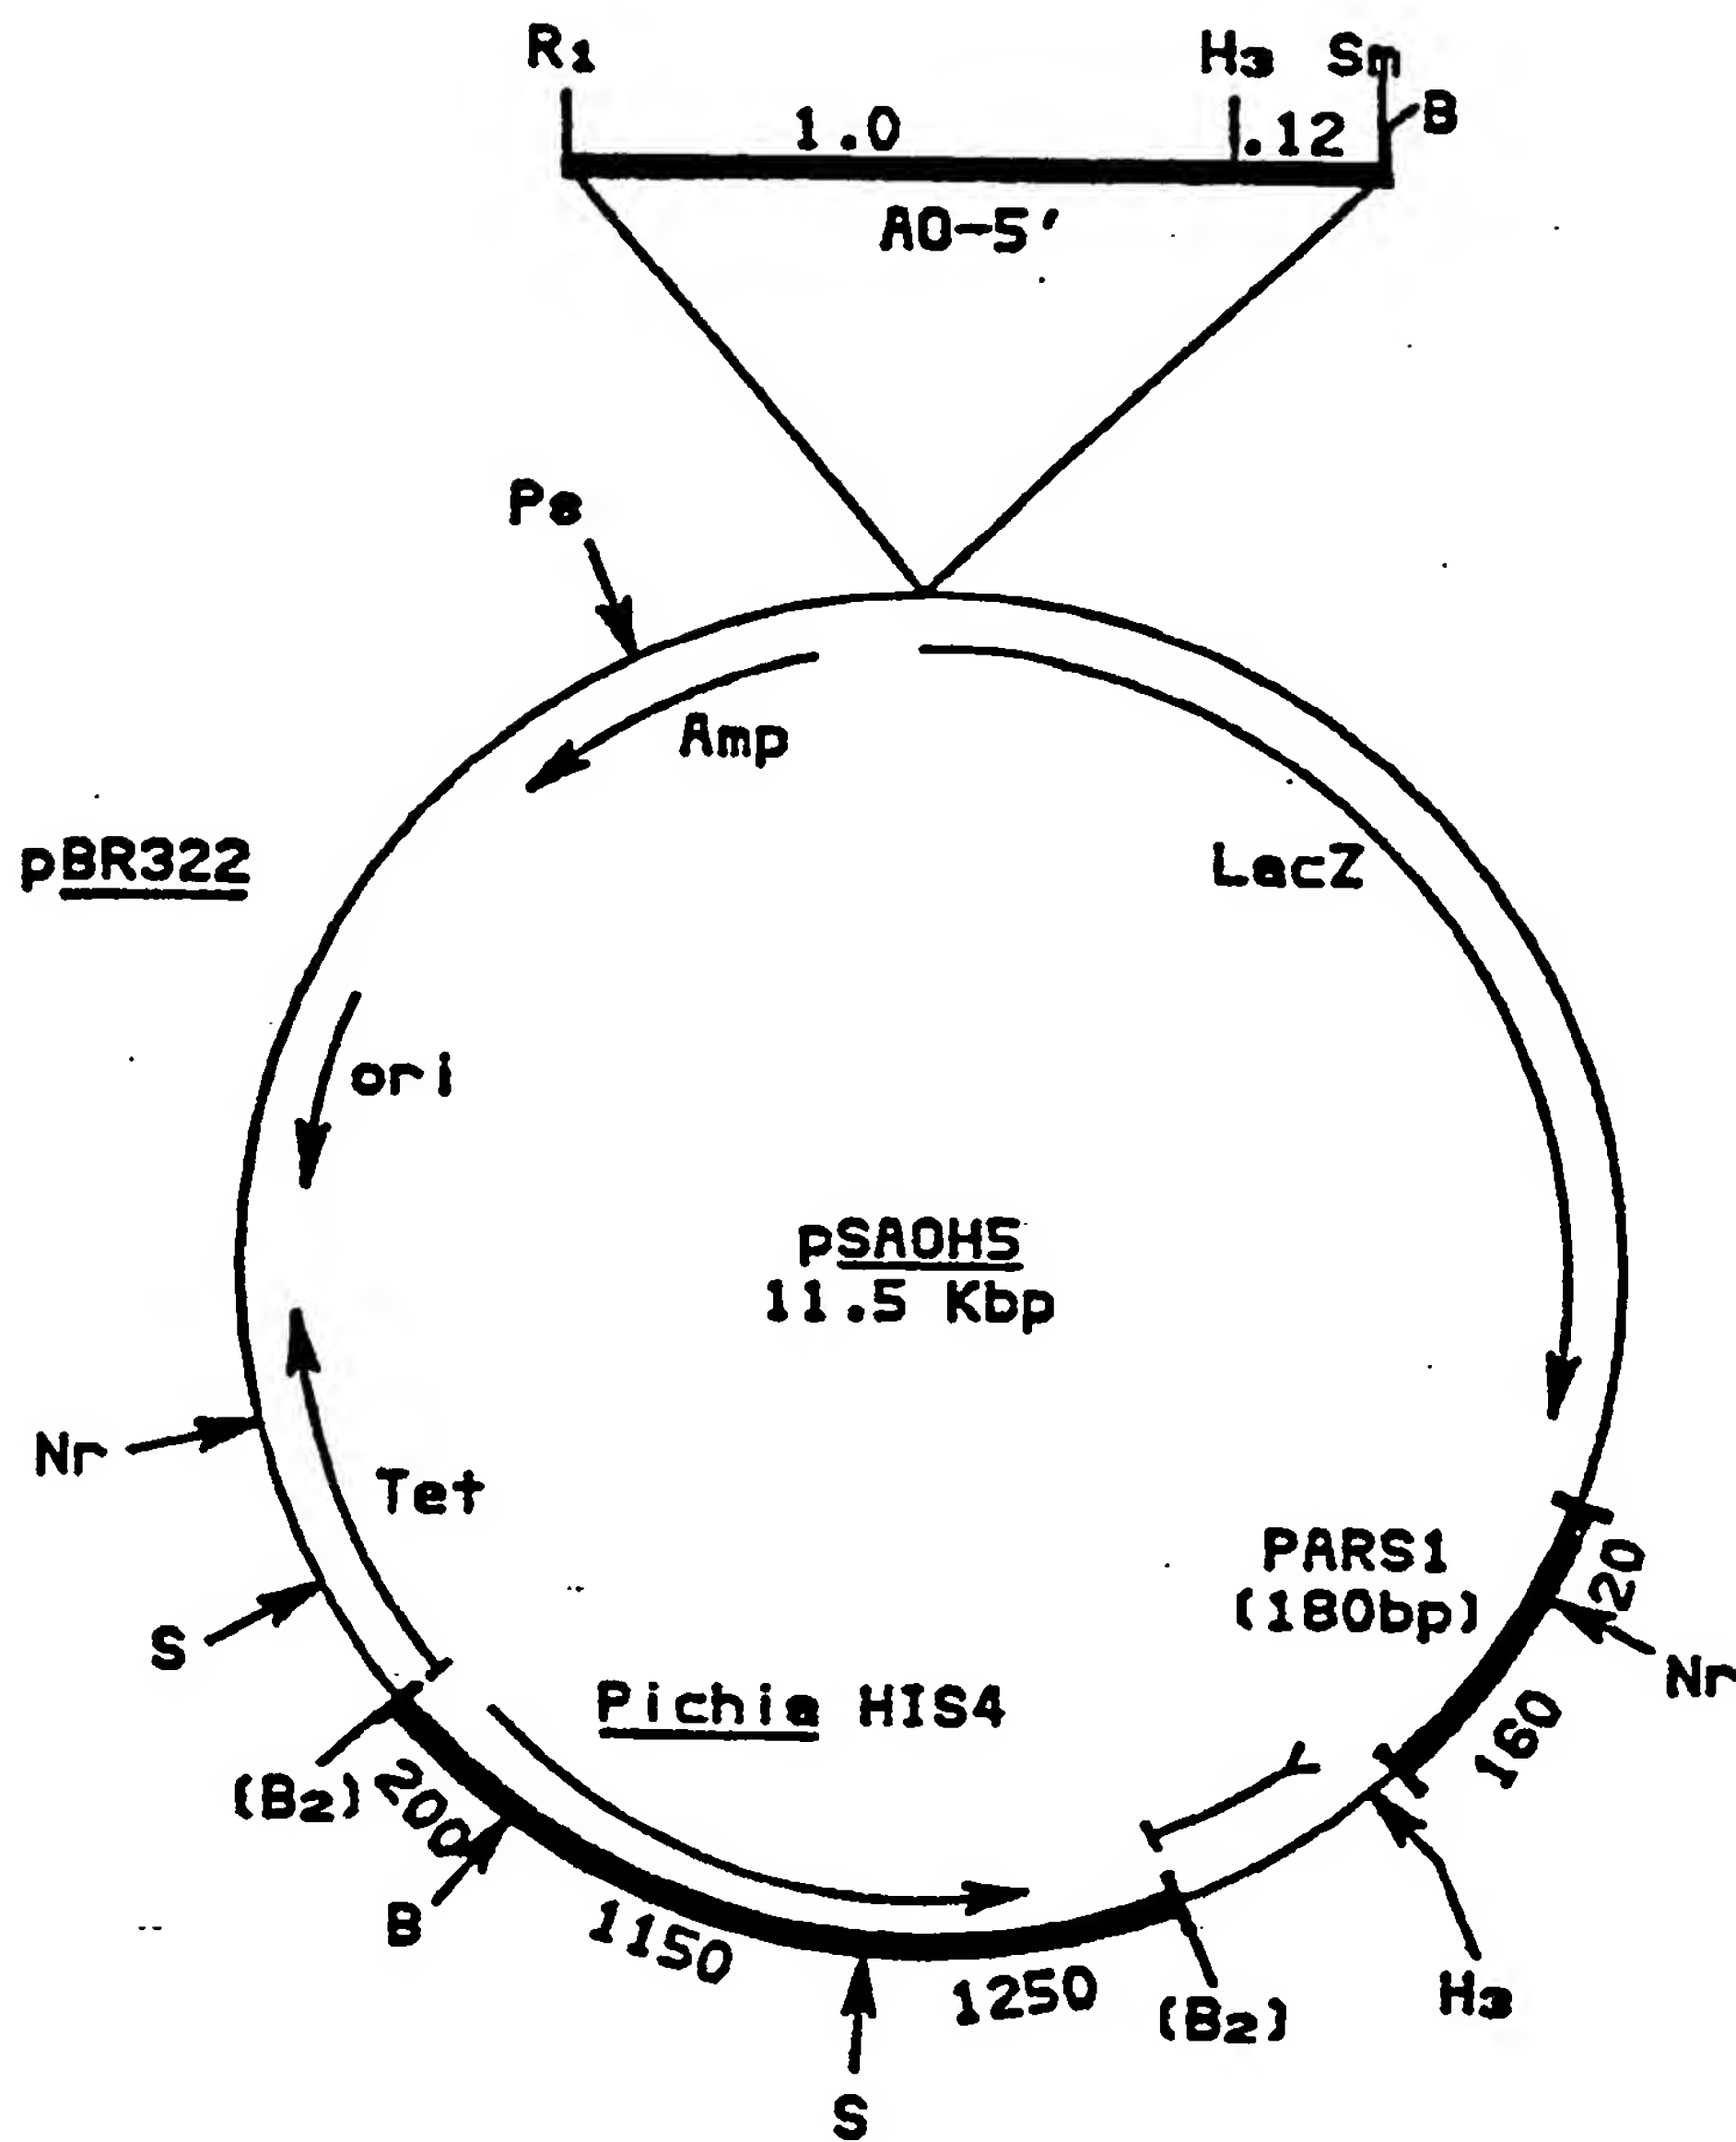 R1 H3 Sm
1.0 .12 B
AO-5'
Ps
Amp
pBR322
LacZ
ori
pSAOH5
11.5 Kbp
Nr
Tet
PARS1
(180bp)
20
S
Nr
Pichia HIS4
160
(B2)
200
B
1150
1250
(B2)
H3
S